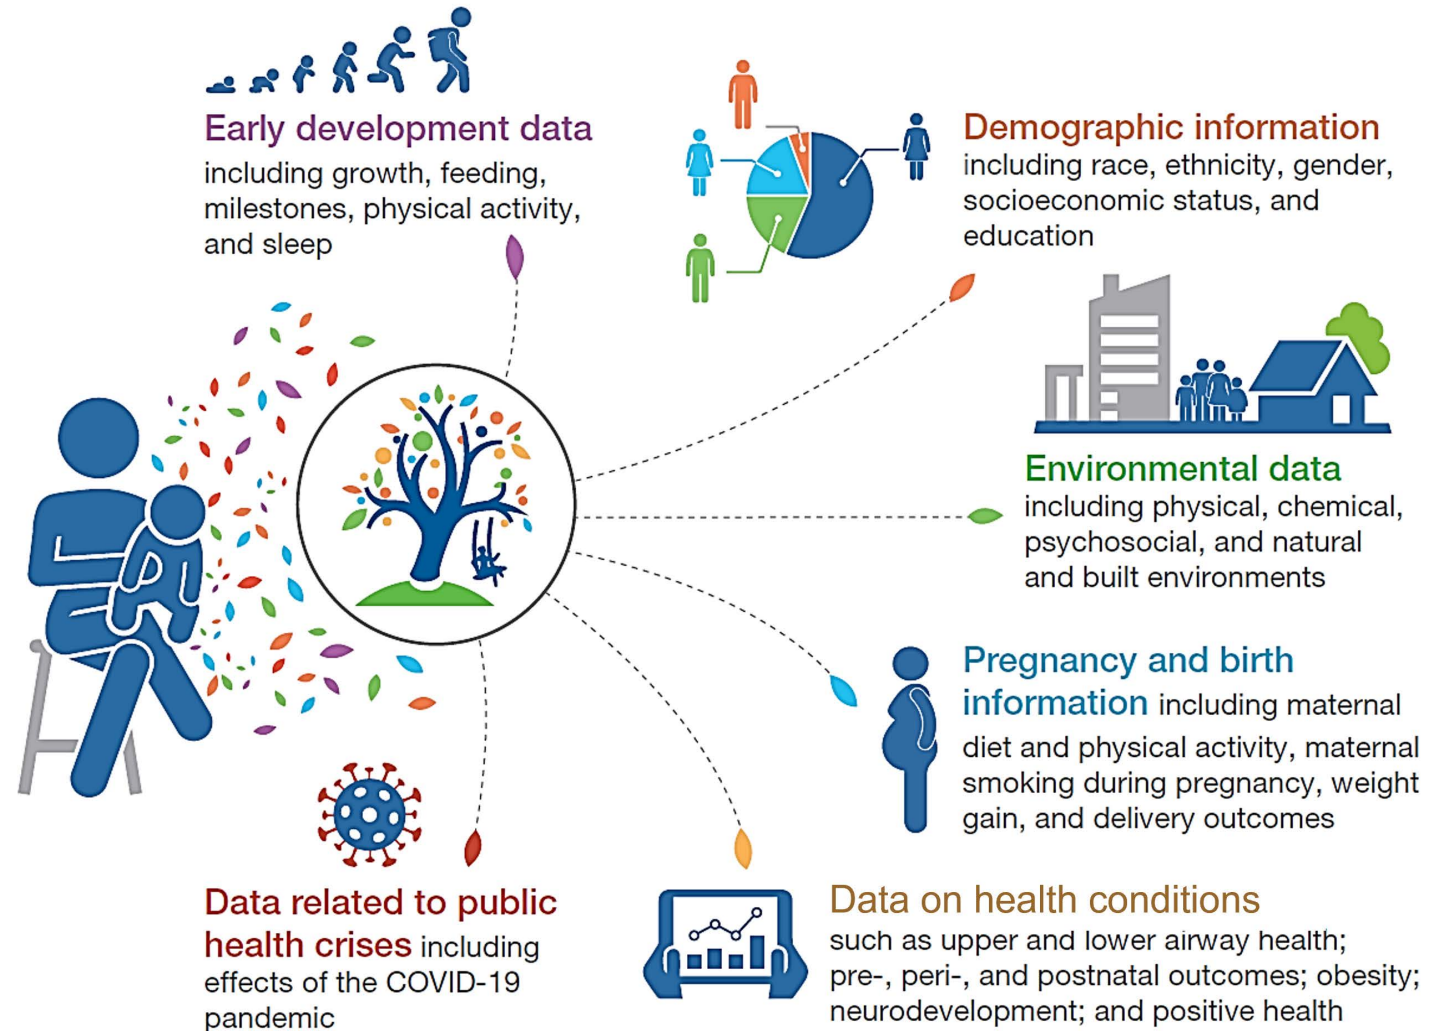 Early development data
including growth, feeding,
milestones, physical activity,
and sleep
Demographic information
including race, ethnicity, gender,
socioeconomic status, and
education
Environmental data
including physical, chemical,
psychosocial, and natural
and built environments
Pregnancy and birth
information including maternal
diet and physical activity, maternal
smoking during pregnancy, weight
gain, and delivery outcomes
Data related to public
health crises including
effects of the COVID-19
pandemic
Data on health conditions
such as upper and lower airway health;
pre-, peri-, and postnatal outcomes; obesity;
neurodevelopment; and positive health